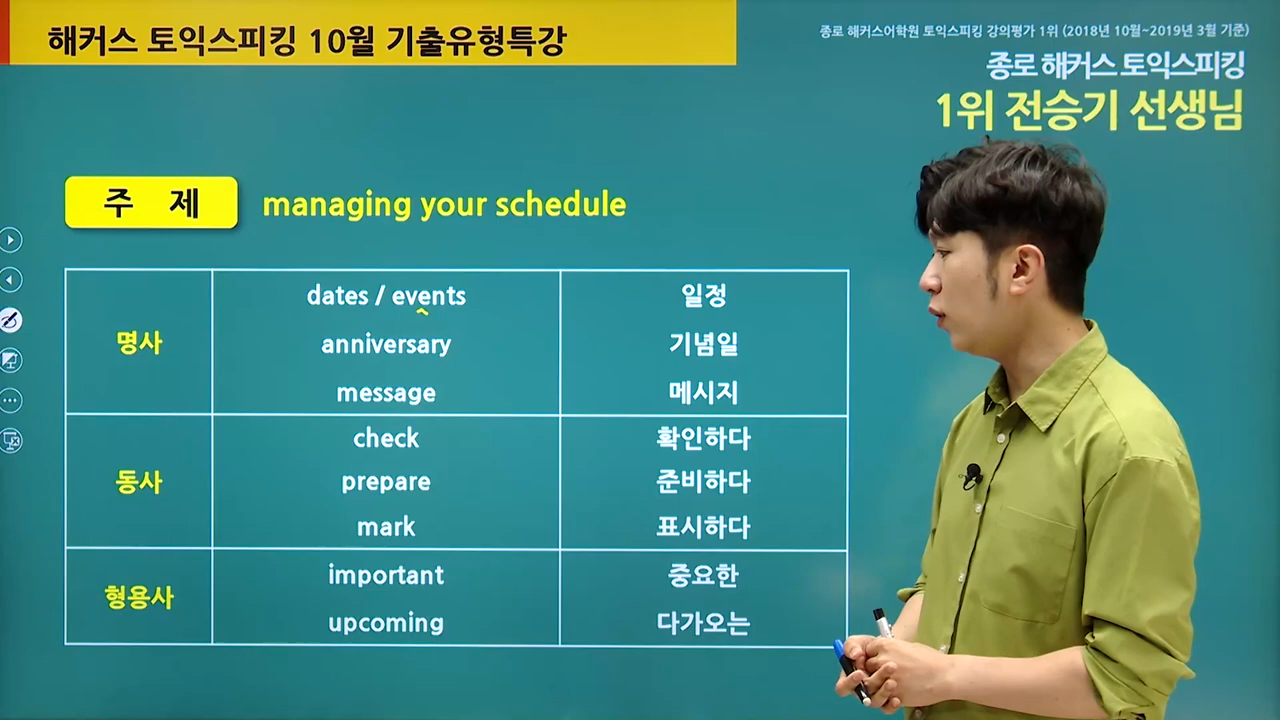 해커스 토익스피킹 10월 기출유형특강
종로 해커스어학원 토익스피킹 강의평가 1위 (2018년 10월~2019년 3월 기준)
종로 해커스 토익스피킹
1위 전승기 선생님
주 제 managing your schedule
명사
dates / events 일정
anniversary 기념일
message 메시지
동사
check 확인하다
prepare 준비하다
mark 표시하다
형용사
important 중요한
upcoming 다가오는